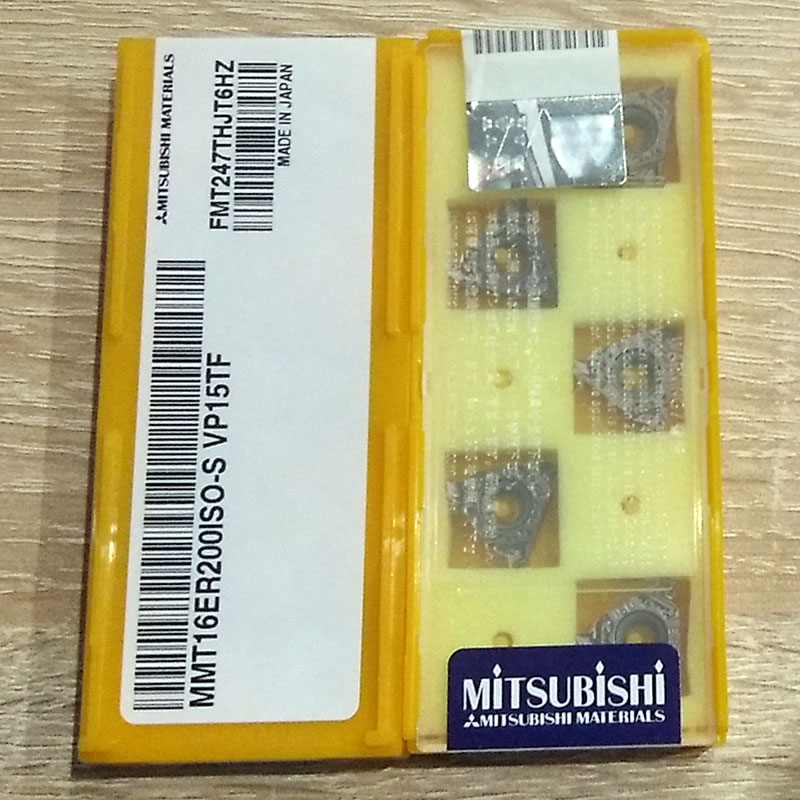 MITSUBISHI MATERIALS
FMT247THJT6HZ
MADE IN JAPAN
MMT16ER200ISO-S VP15TF
MITSUBISHI
MITSUBISHI MATERIALS